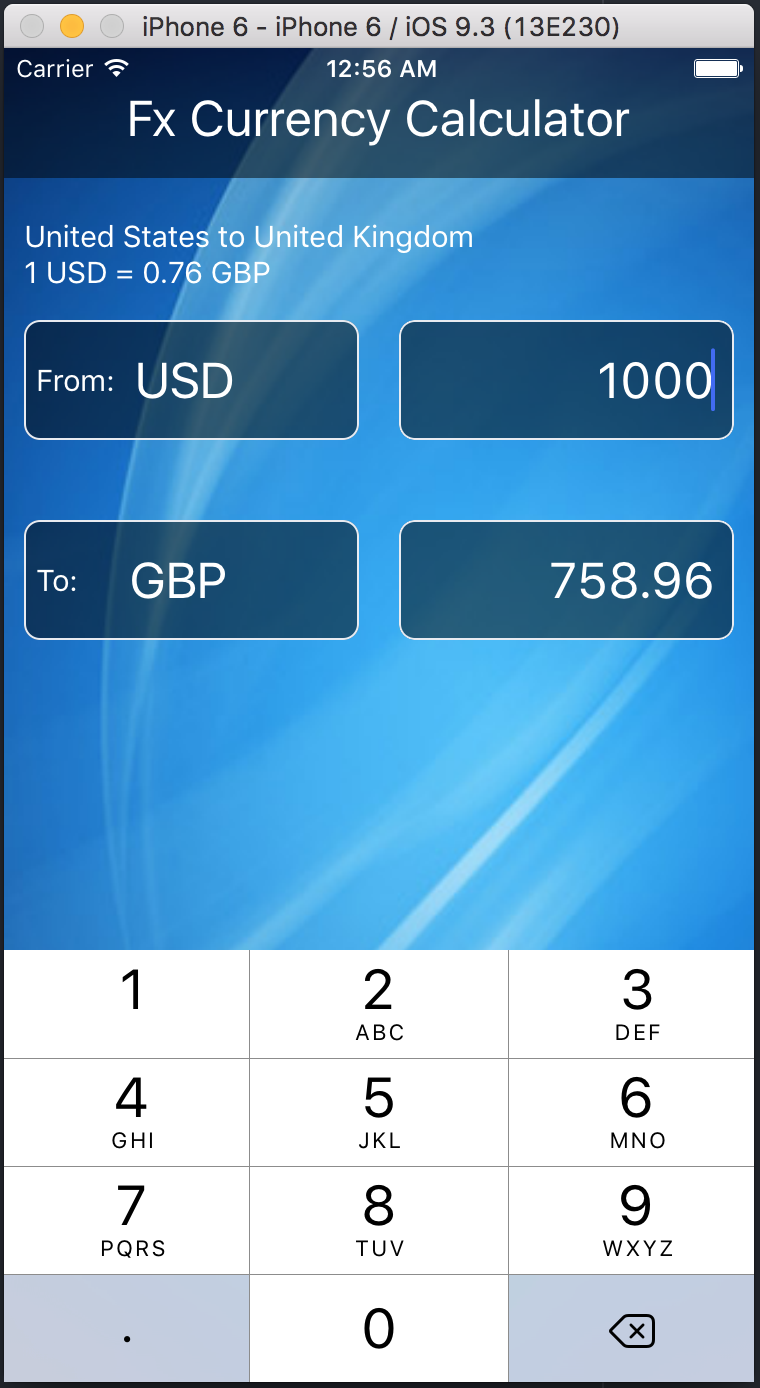 iPhone 6 - iPhone 6 / iOS 9.3 (13E230)
Carrier 12:56 AM
Fx Currency Calculator
United States to United Kingdom
1 USD = 0.76 GBP
From: USD 1000
To: GBP 758.96
1 2 3
ABC DEF
4 5 6
GHI JKL MNO
7 8 9
PQRS TUV WXYZ
. 0